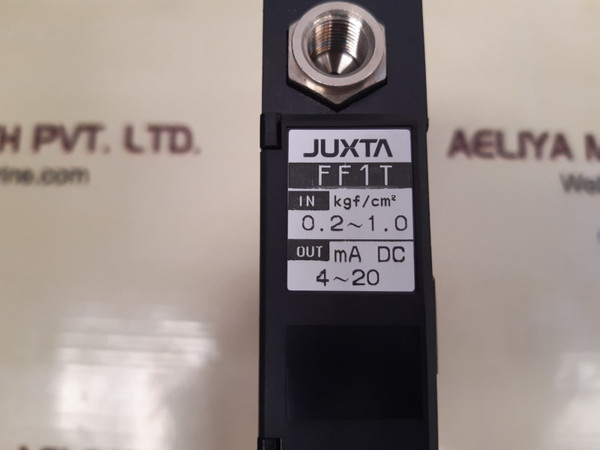 JUXTA
FF1T
IN kgf/cm²
0.2~1.0
OUT mA DC
4~20
H PVT. LTD.
rine.com
AELIYA M
Wel